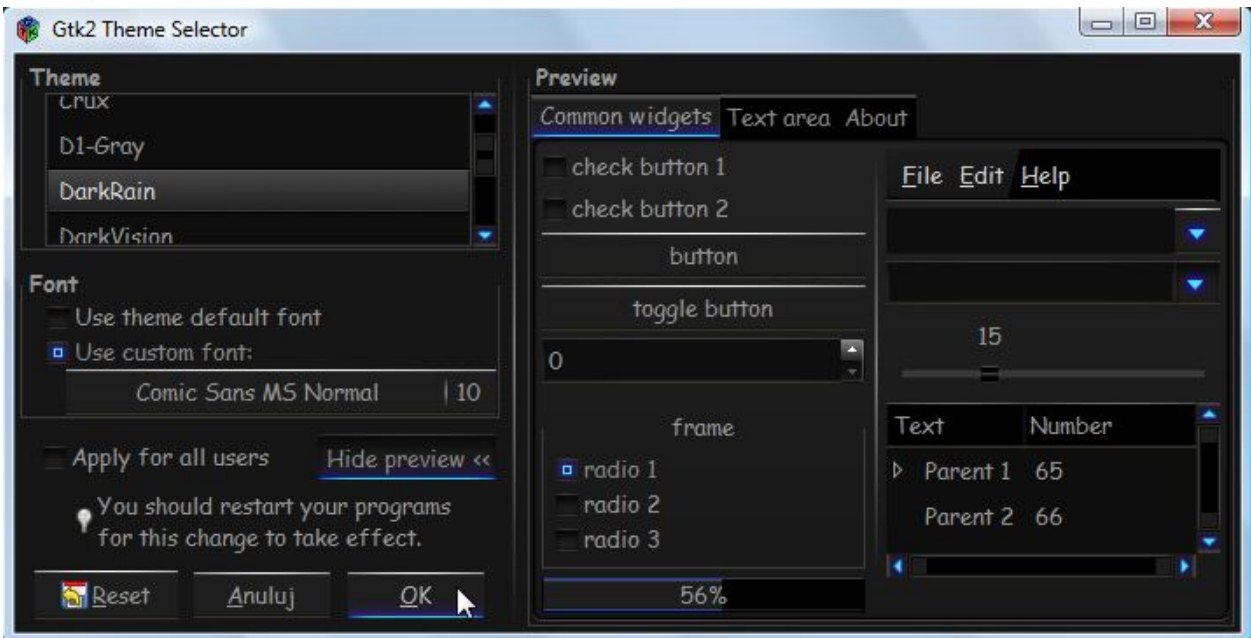 Gtk2 Theme Selector
Theme
Crux
D1-Gray
DarkRain
DarkVision
Font
Use theme default font
Use custom font:
Comic Sans MS Normal 10
Apply for all users
Hide preview <<
You should restart your programs
for this change to take effect.
Reset
Anuluj
OK
Preview
Common widgets Text area About
check button 1
check button 2
button
toggle button
0
frame
radio 1
radio 2
radio 3
56%
File Edit Help
15
Text Number
Parent 1 65
Parent 2 66